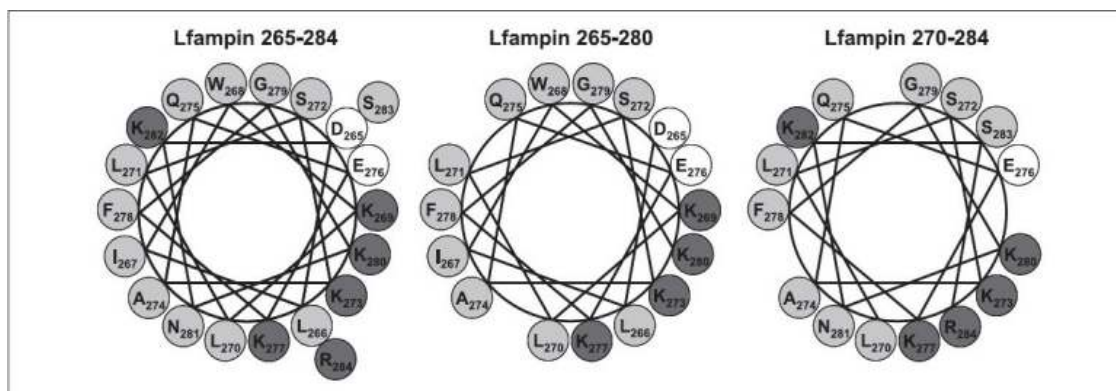 Lfampin 265-284
Lfampin 265-280
Lfampin 270-284
W268
G279
Q275
S272
S283
K282
D265
L271
E276
F278
K269
I267
K280
A274
K273
N281
L270
K277
L266
R284
W268
G279
Q275
S272
D265
L271
E276
F278
K269
I267
K280
A274
K273
L270
K277
L266
G279
Q275
S272
K282
S283
L271
E276
F278
K280
A274
K273
N281
L270
K277
R284